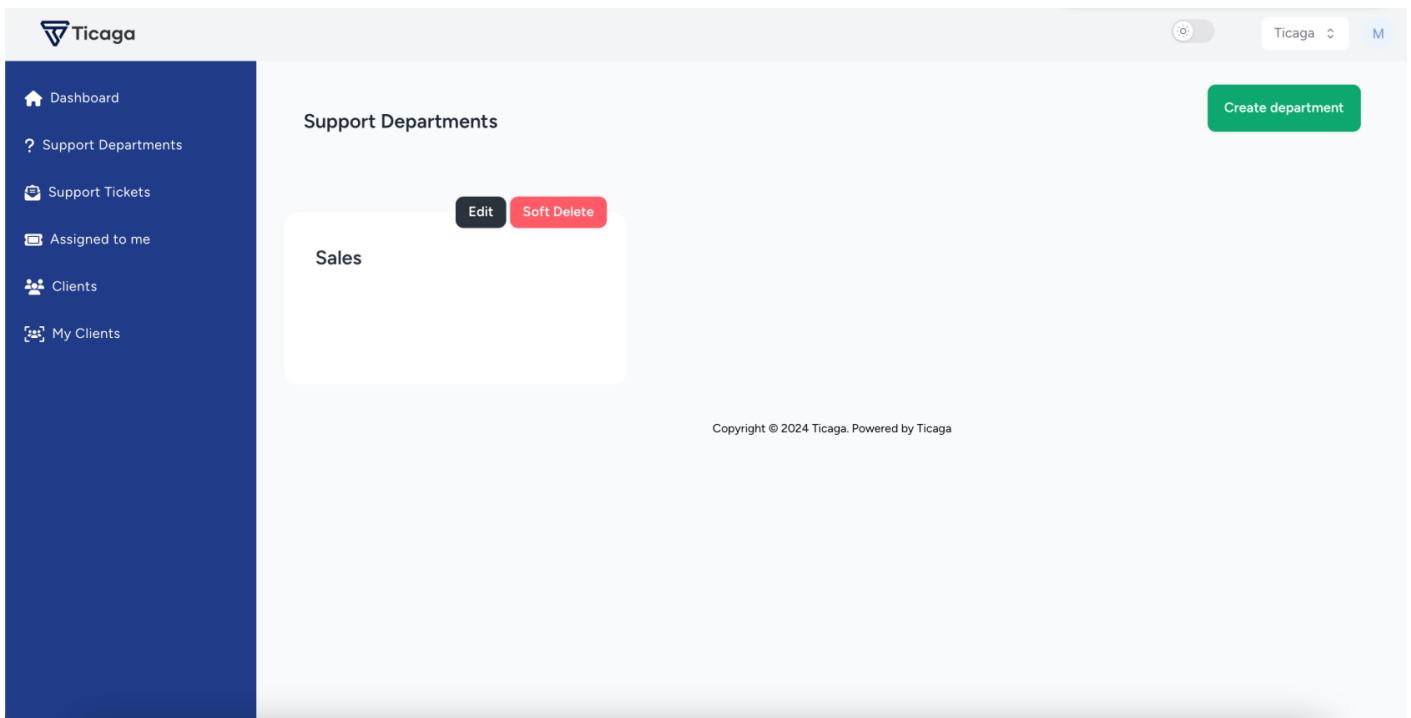 Ticaga
Ticaga
M
Dashboard
Support Departments
Support Tickets
Assigned to me
Clients
My Clients
Support Departments
Create department
Edit
Soft Delete
Sales
Copyright © 2024 Ticaga. Powered by Ticaga